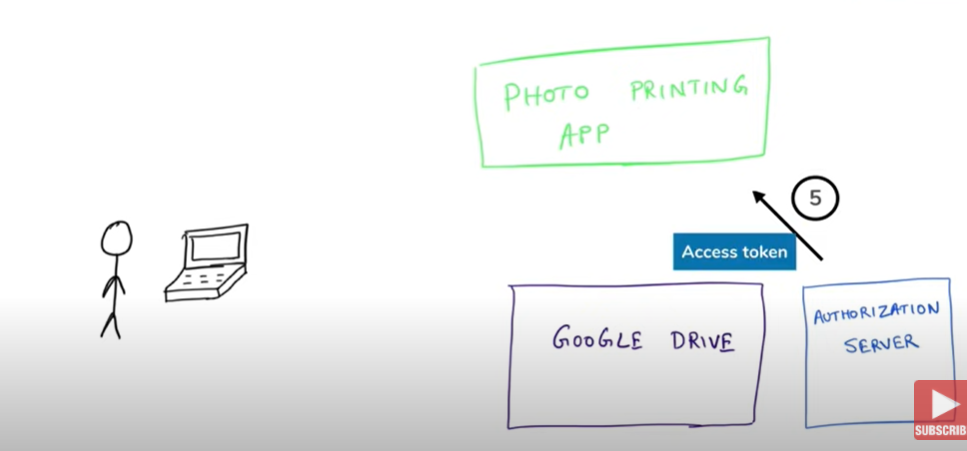 PHOTO PRINTING
APP
5
Access token
GOOGLE DRIVE
AUTHORIZATION
SERVER
SUBSCRIB